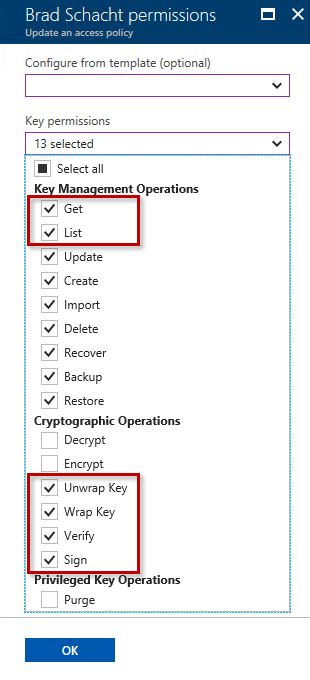 Brad Schacht permissions
Update an access policy
Configure from template (optional)
Key permissions
13 selected
Select all
Key Management Operations
Get
List
Update
Create
Import
Delete
Recover
Backup
Restore
Cryptographic Operations
Decrypt
Encrypt
Unwrap Key
Wrap Key
Verify
Sign
Privileged Key Operations
Purge
OK